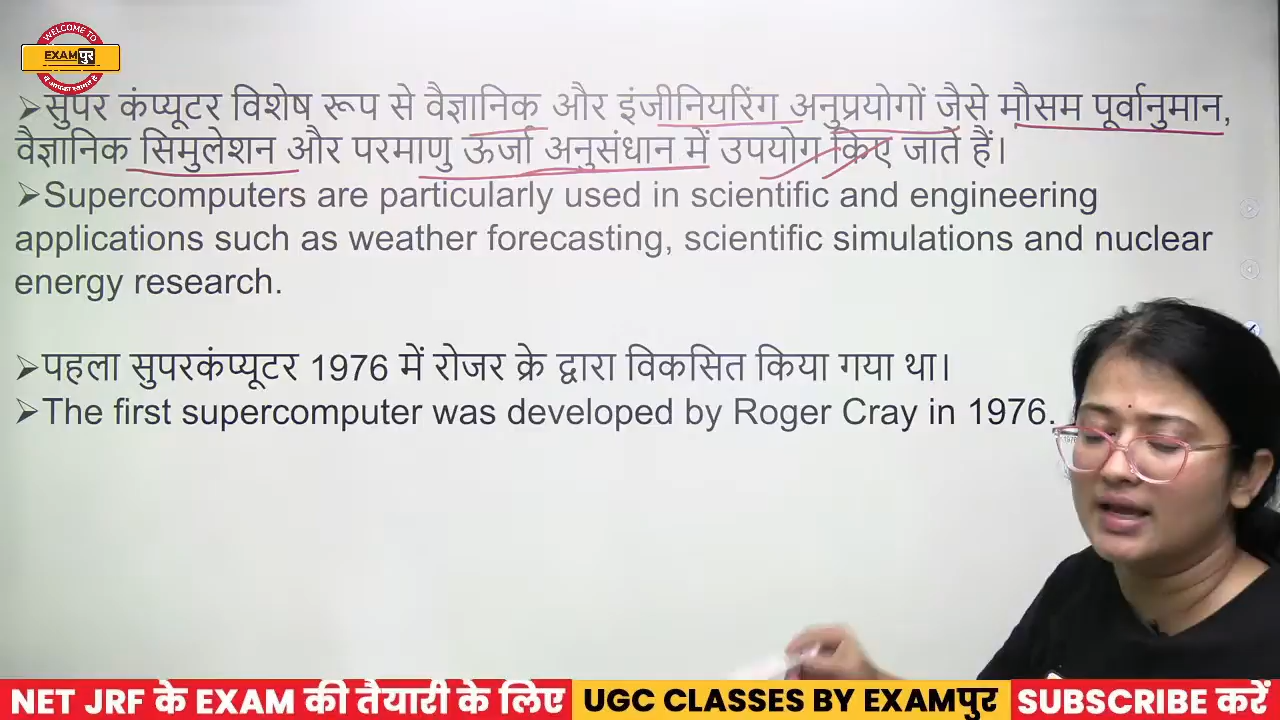 WELCOME TO
EXAMपुर
➢सुपर कंप्यूटर विशेष रूप से वैज्ञानिक और इंजीनियरिंग अनुप्रयोगों जैसे मौसम पूर्वानुमान,
वैज्ञानिक सिमुलेशन और परमाणु ऊर्जा अनुसंधान में उपयोग किए जाते हैं।
➢Supercomputers are particularly used in scientific and engineering
applications such as weather forecasting, scientific simulations and nuclear
energy research.
➢पहला सुपरकंप्यूटर 1976 में रोजर क्रे द्वारा विकसित किया गया था।
➢The first supercomputer was developed by Roger Cray in 1976.
NET JRF के EXAM की तैयारी के लिए UGC CLASSES BY EXAMपुर SUBSCRIBE करें